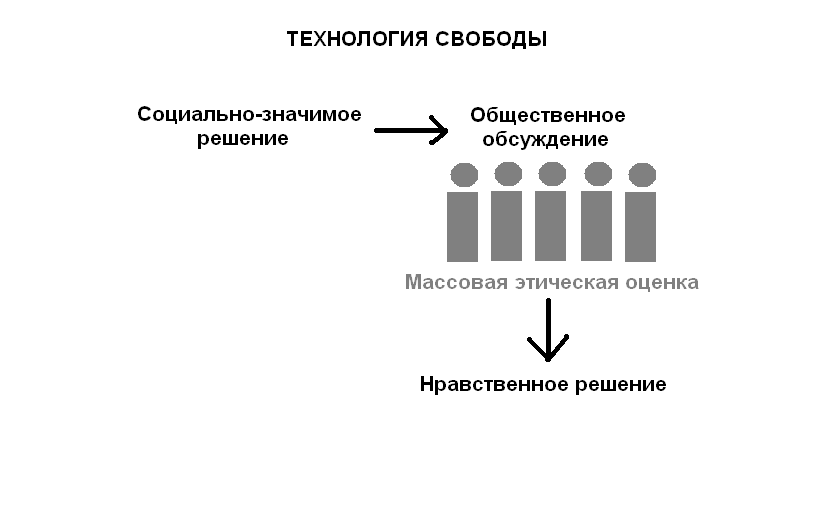 ТЕХНОЛОГИЯ СВОБОДЫ
Социально-значимое
решение
Общественное
обсуждение
Массовая этическая оценка
Нравственное решение